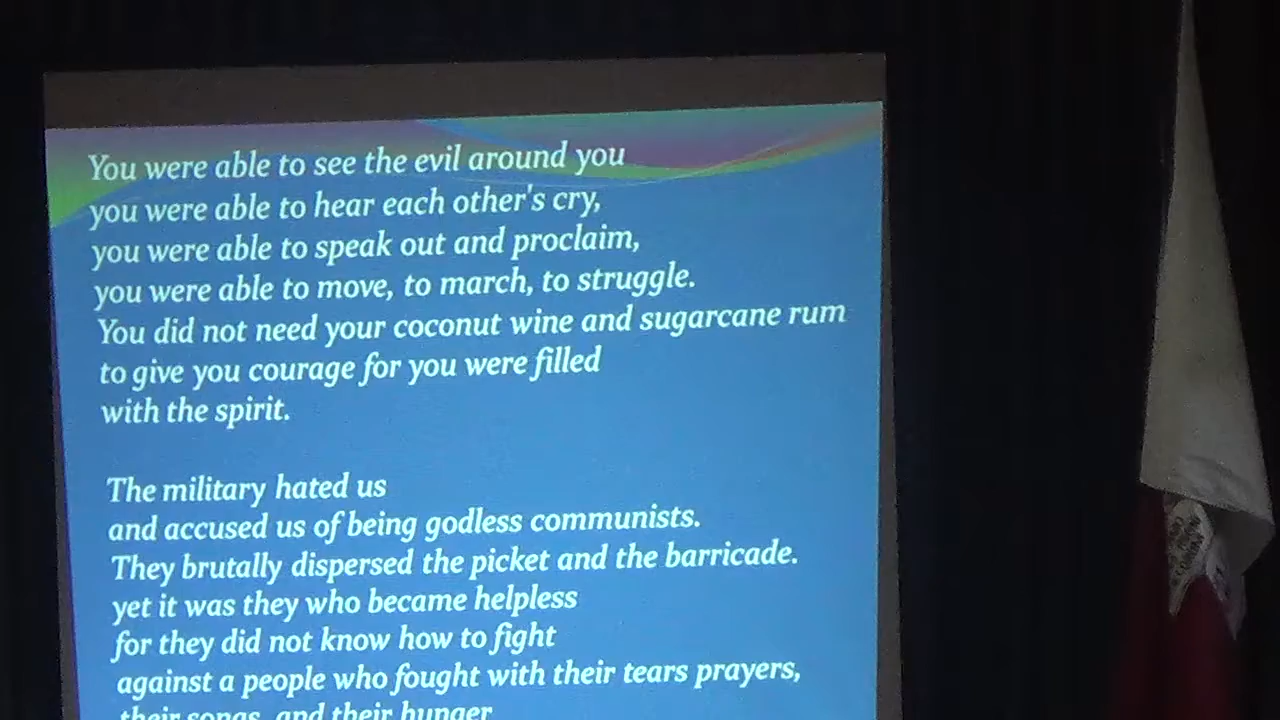 You were able to see the evil around you
you were able to hear each other's cry,
you were able to speak out and proclaim,
you were able to move, to march, to struggle.
You did not need your coconut wine and sugarcane rum
to give you courage for you were filled
with the spirit.
The military hated us
and accused us of being godless communists.
They brutally dispersed the picket and the barricade.
yet it was they who became helpless
for they did not know how to fight
against a people who fought with their tears prayers,
their songs, and their hunger